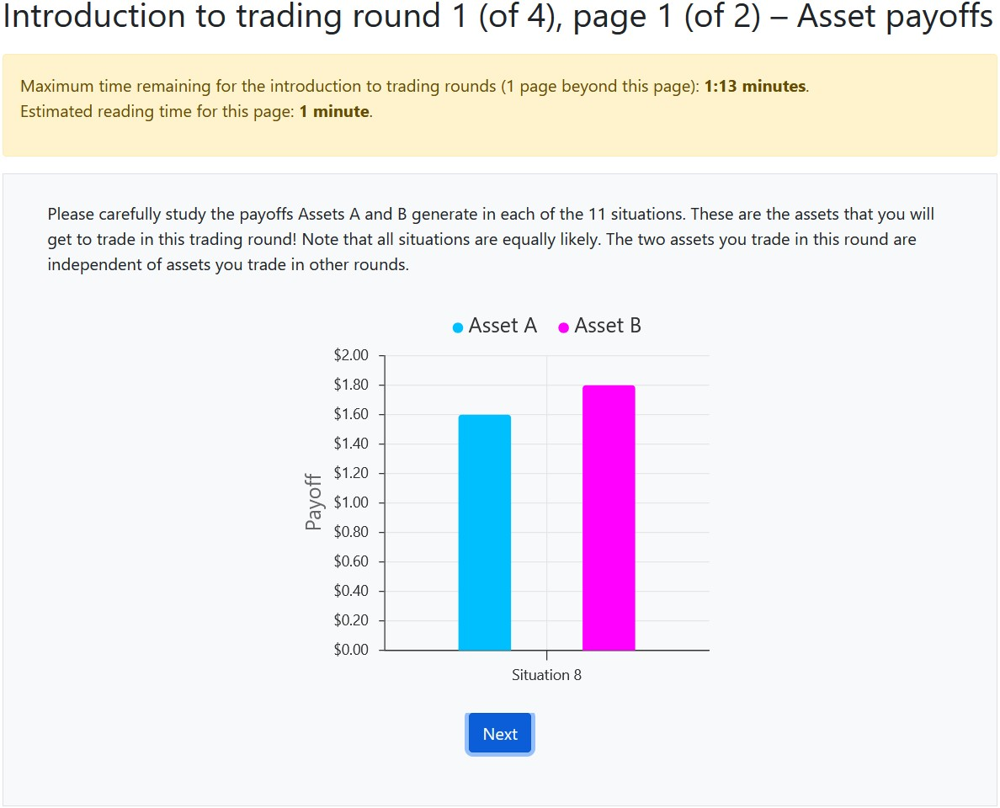 Introduction to trading round 1 (of 4), page 1 (of 2) – Asset payoffs
Maximum time remaining for the introduction to trading rounds (1 page beyond this page): 1:13 minutes.
Estimated reading time for this page: 1 minute.
Please carefully study the payoffs Assets A and B generate in each of the 11 situations. These are the assets that you will
get to trade in this trading round! Note that all situations are equally likely. The two assets you trade in this round are
independent of assets you trade in other rounds.
Asset A Asset B
$2.00
$1.80
$1.60
$1.40
$1.20
$1.00
$0.80
$0.60
$0.40
$0.20
$0.00
Payoff
Situation 8
Next